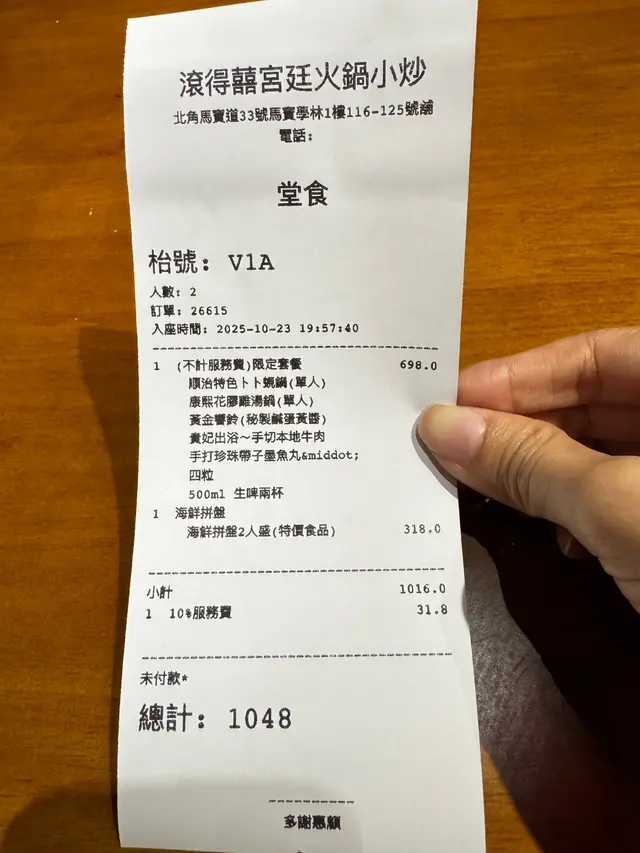 滾得囍宮廷火鍋小炒
北角馬寶道33號馬寶學林1樓116-125號舖
電話:
堂食
枱號: V1A
人數: 2
訂單: 26615
入座時間: 2025-10-23 19:57:40
1 (不計服務費)限定套餐 698.0
順治特色卜卜蜆鍋(單人)
康熙花膠雞湯鍋(單人)
黃金響鈴(秘製鹹蛋黃醬)
貴妃出浴～手切本地牛肉
手打珍珠帶子墨魚丸&middot;
四粒
500ml 生啤兩杯
1 海鮮拼盤
海鮮拼盤2人盛(特價食品) 318.0
小計 1016.0
1 10%服務費 31.8
未付款*
總計: 1048
多謝惠顧